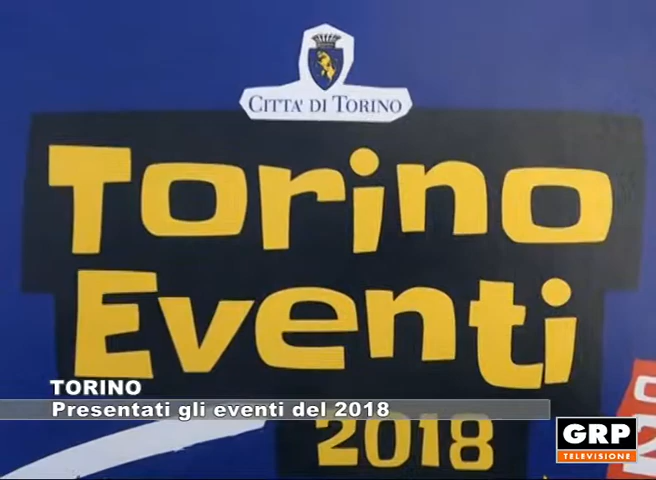 CITTA' DI TORINO
Torino
Eventi
2018
TORINO
Presentati gli eventi del 2018
GRP
TELEVISIONE